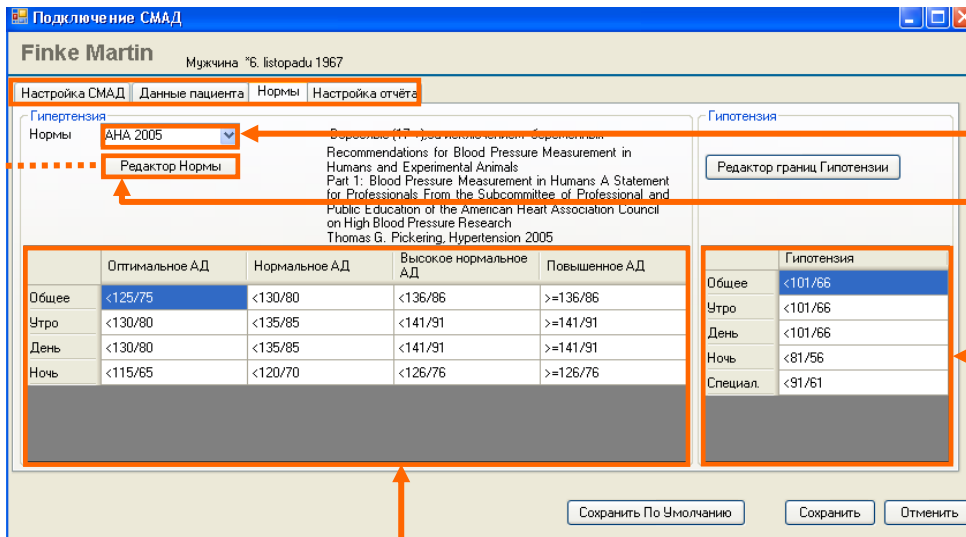 Подключение СМАД
Finke Martin Мужчина *6. listopadu 1967
Настройка СМАД Данные пациента Нормы Настройка отчёта
Гипертензия
Нормы AHA 2005
Редактор Нормы
Recommendations for Blood Pressure Measurement in
Humans and Experimental Animals
Part 1: Blood Pressure Measurement in Humans A Statement
for Professionals From the Subcommittee of Professional and
Public Education of the American Heart Association Council
on High Blood Pressure Research
Thomas G. Pickering, Hypertension 2005
Оптимальное АД Нормальное АД Высокое нормальное АД Повышенное АД
Общее <125/75 <130/80 <136/86 >=136/86
Утро <130/80 <135/85 <141/91 >=141/91
День <130/80 <135/85 <141/91 >=141/91
Ночь <115/65 <120/70 <126/76 >=126/76
Гипотензия
Редактор границ Гипотензии
Гипотензия
Общее <101/66
Утро <101/66
День <101/66
Ночь <81/56
Специал. <91/61
Сохранить По Умолчанию Сохранить Отменить